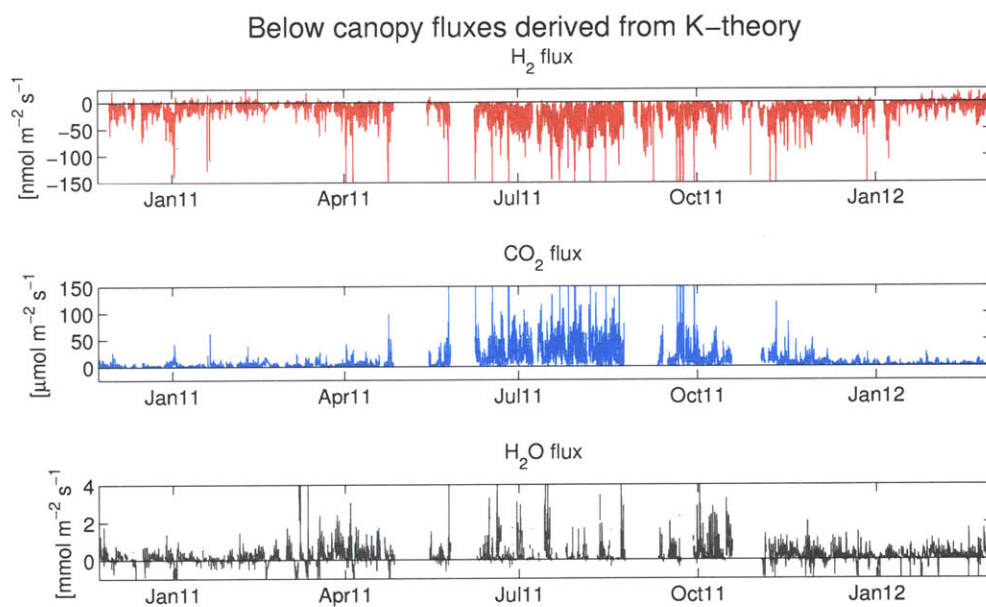 Below canopy fluxes derived from K−theory
H₂ flux
[nmol m⁻² s⁻¹]
0
−50
−100
−150
Jan11 Apr11 Jul11 Oct11 Jan12
CO₂ flux
[μmol m⁻² s⁻¹]
150
100
50
0
Jan11 Apr11 Jul11 Oct11 Jan12
H₂O flux
[mmol m⁻² s⁻¹]
4
2
0
Jan11 Apr11 Jul11 Oct11 Jan12